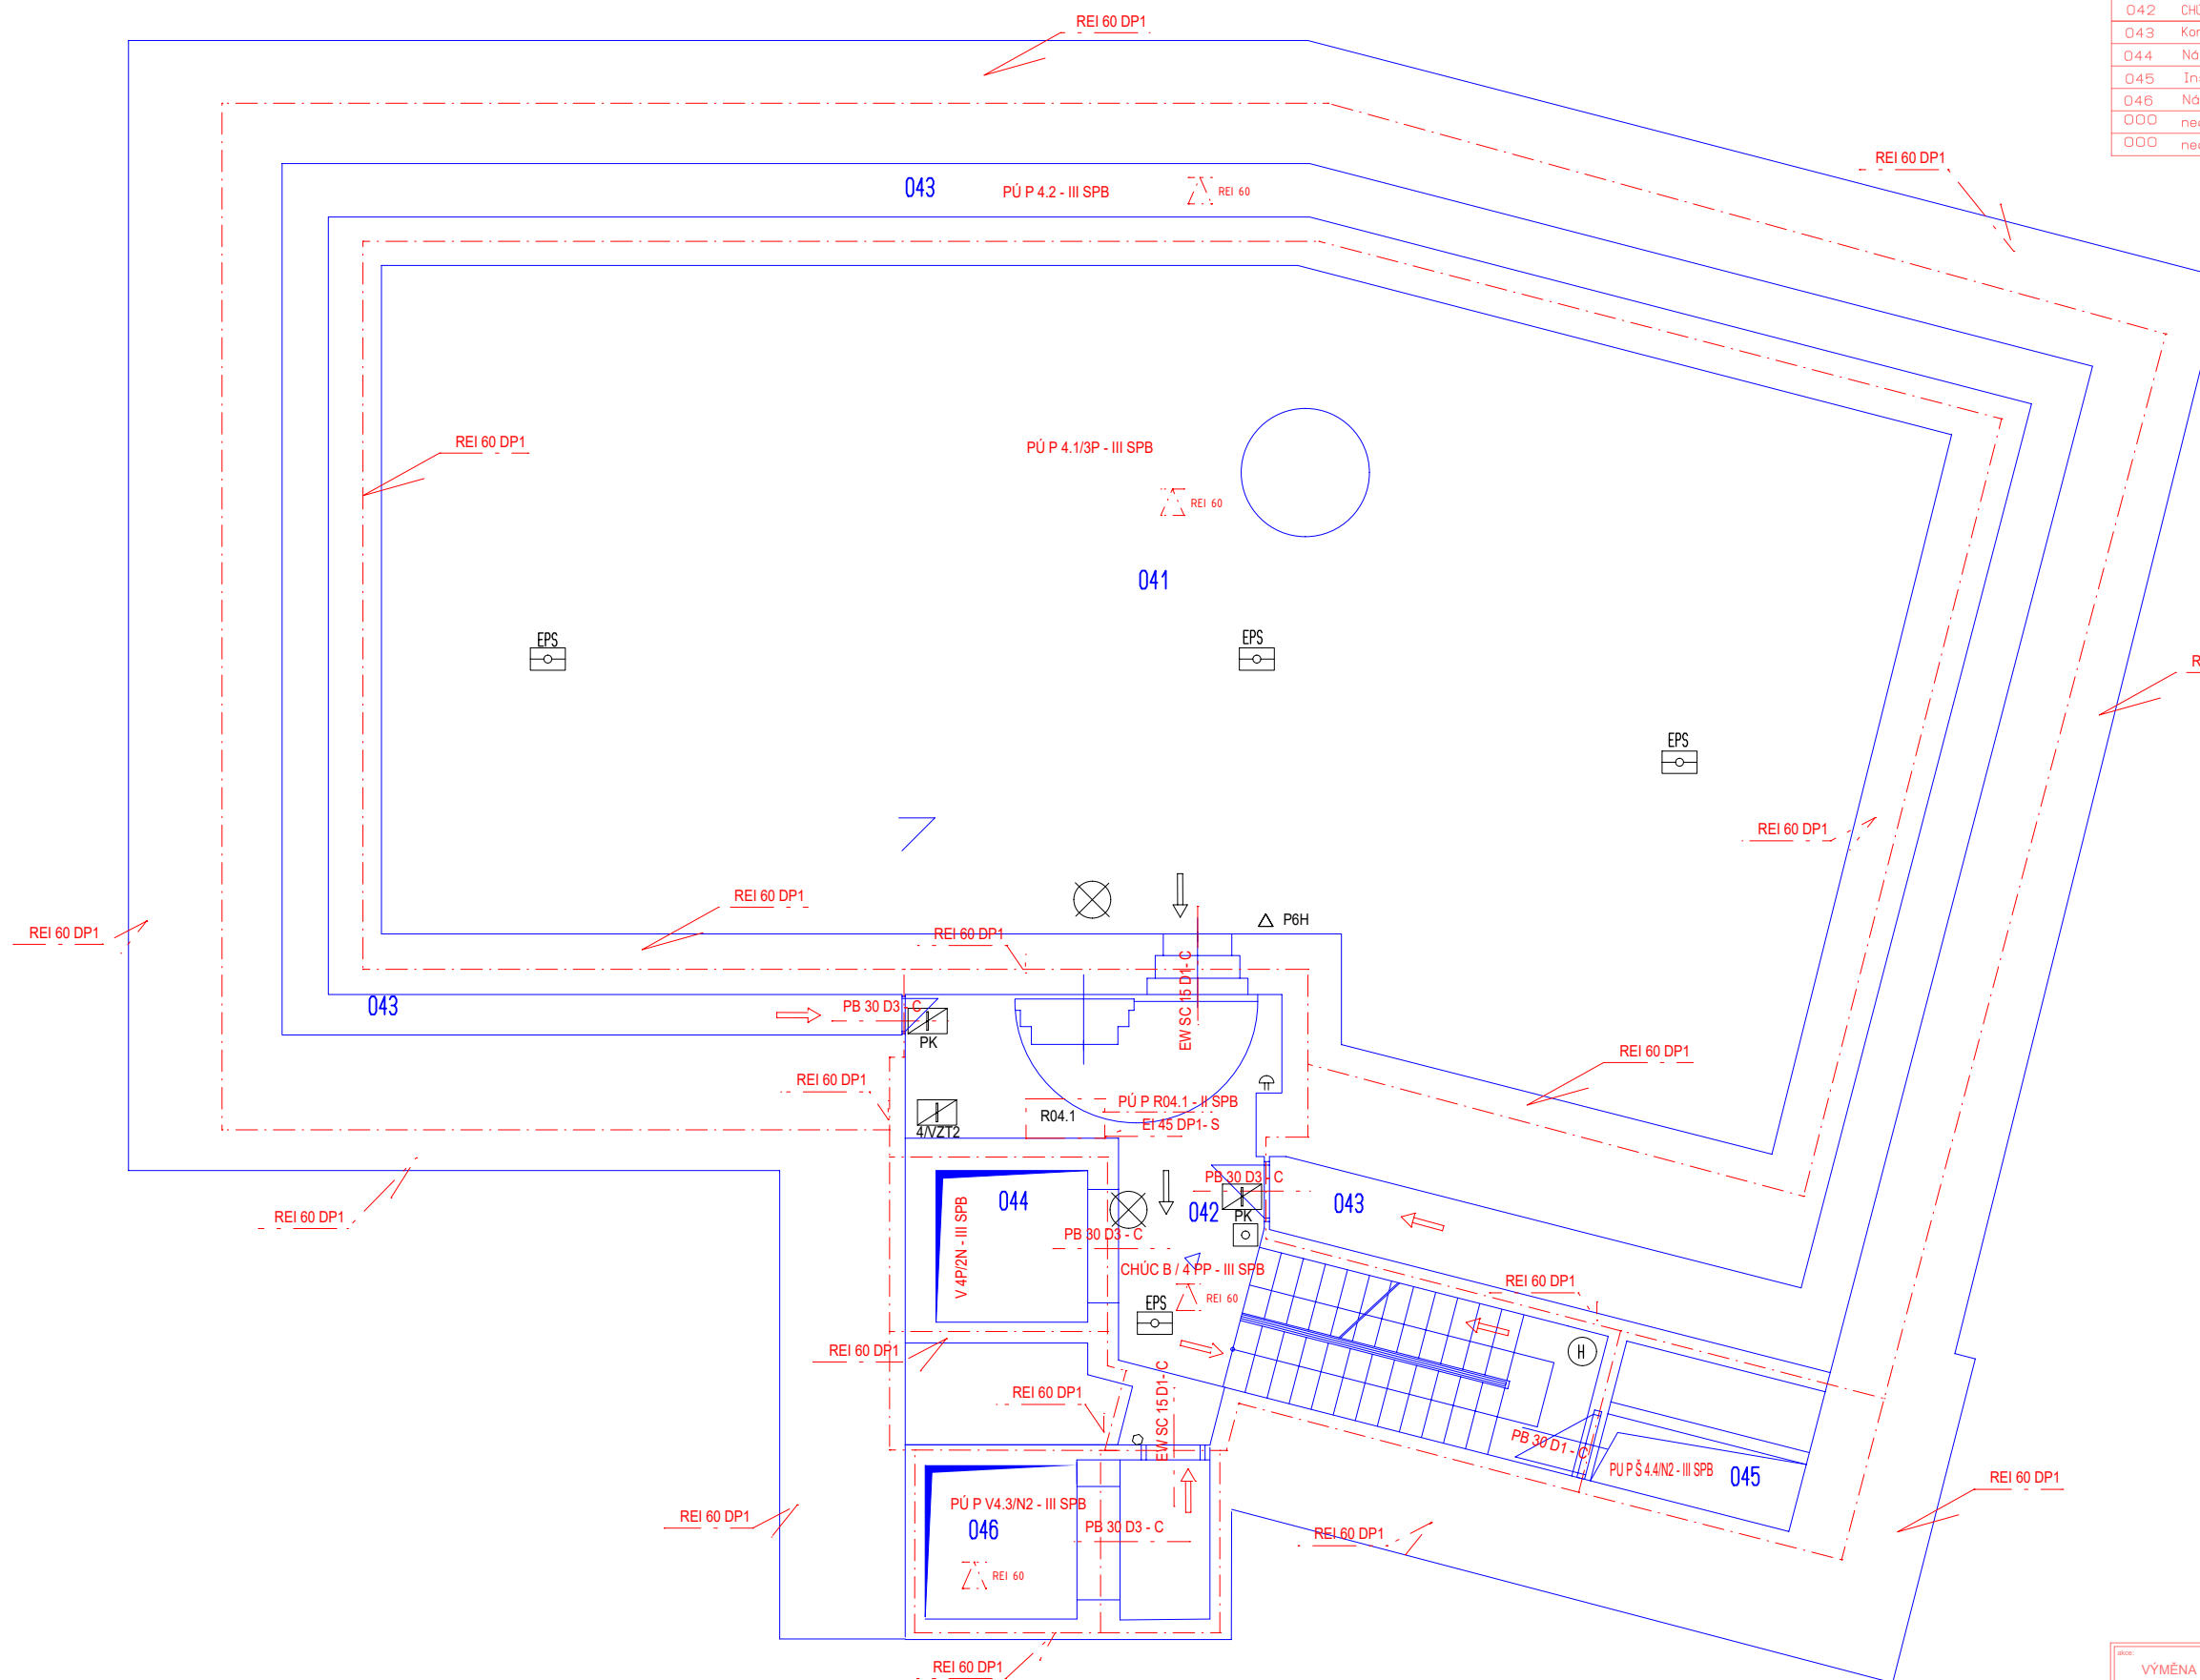 REI 60 DP1
042 CHÚ
043
044 Ná
045
046 Ná
000
000
REI 60 DP1
043
PÚ P 4.2 - III SPB
REI 60
REI 60 DP1
PÚ P 4.1/3P - III SPB
REI 60
041
EPS
EPS
EPS
REI 60 DP1
REI 60 DP1
P6H
REI 60 DP1
REI 60 DP1
EW SC 15 D1- C
043
PB 30 D3 - C
PK
REI 60 DP1
REI 60 DP1
R04.1
PÚ P R04.1 - II SPB
EI 45 DP1- S
4/VZT2
PB 30 D3 - C
044
042
043
PK
REI 60 DP1
V 4P/2N - III SPB
PB 30 D3 - C
CHÚC B / 4 PP - III SPB
REI 60
EPS
REI 60 DP1
REI 60 DP1
H
REI 60 DP1
EW SC 15 D1- C
PB 30 D1 - C
PU P Š 4.4/N2 - III SPB
045
REI 60 DP1
PÚ P V4.3/N2 - III SPB
046
REI 60 DP1
PB 30 D3 - C
REI 60 DP1
REI 60
REI 60 DP1
akce:
VÝMĚNA